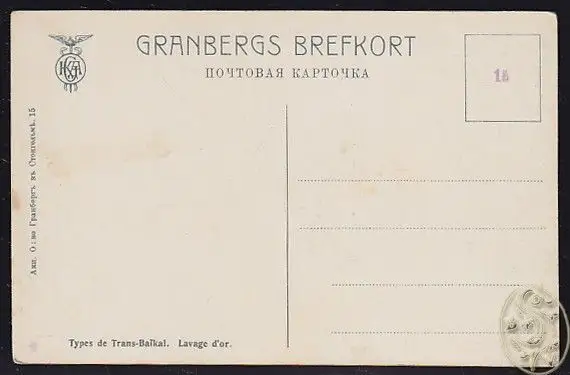 GRANBERGS BREFKORT
ПОЧТОВАЯ КАРТОЧКА
15
Акц. О:во Гранбергъ въ Стокгольмѣ. 15
Types de Trans-Baïkal. Lavage d'or.